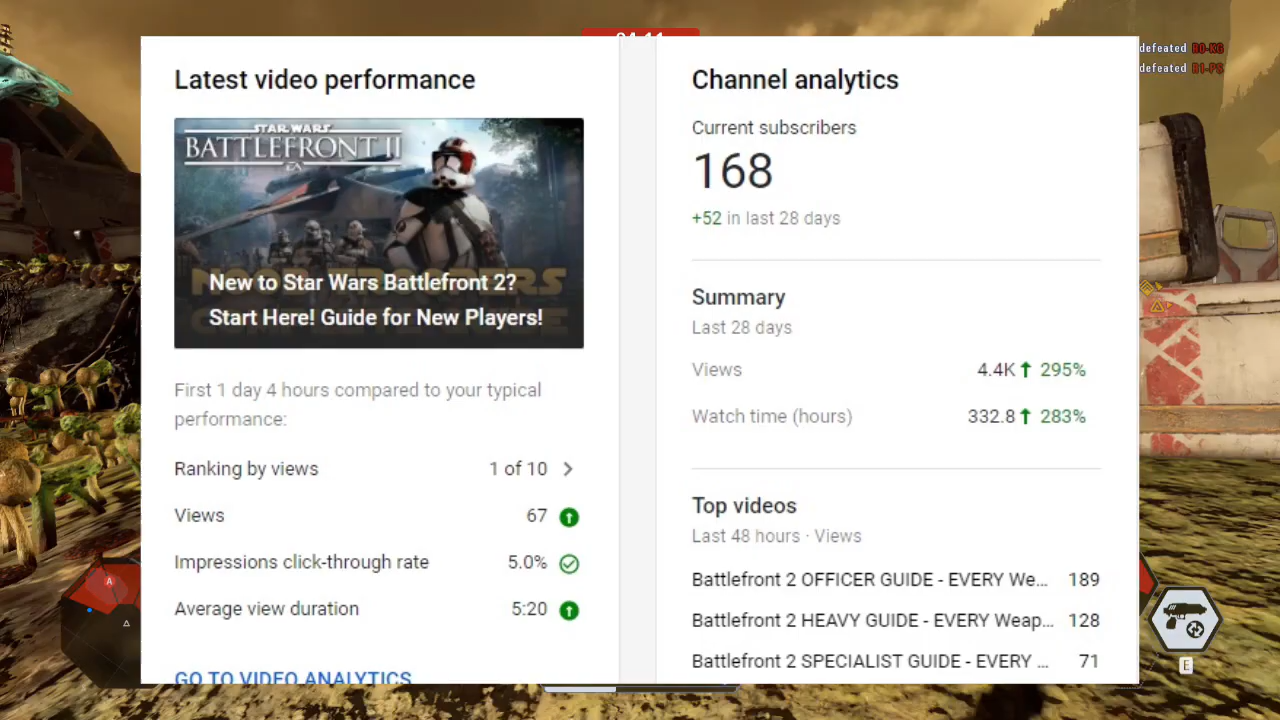 defeated R0-KG
defeated R1-PS
Latest video performance
STAR WARS
BATTLEFRONT II
EA
New to Star Wars Battlefront 2?
Start Here! Guide for New Players!
First 1 day 4 hours compared to your typical
performance:
Ranking by views 1 of 10
Views 67
Impressions click-through rate 5.0%
Average view duration 5:20
GO TO VIDEO ANALYTICS
Channel analytics
Current subscribers
168
+52 in last 28 days
Summary
Last 28 days
Views 4.4K 295%
Watch time (hours) 332.8 283%
Top videos
Last 48 hours · Views
Battlefront 2 OFFICER GUIDE - EVERY We... 189
Battlefront 2 HEAVY GUIDE - EVERY Weap... 128
Battlefront 2 SPECIALIST GUIDE - EVERY ... 71
A
E